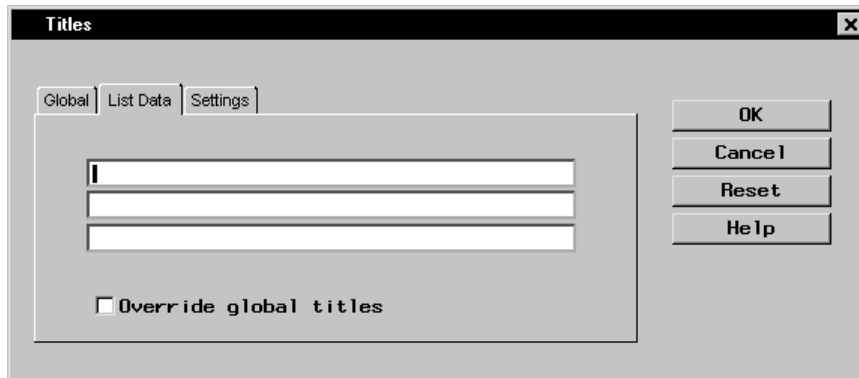 Titles
Global List Data Settings
OK
Cancel
Reset
Help
Override global titles